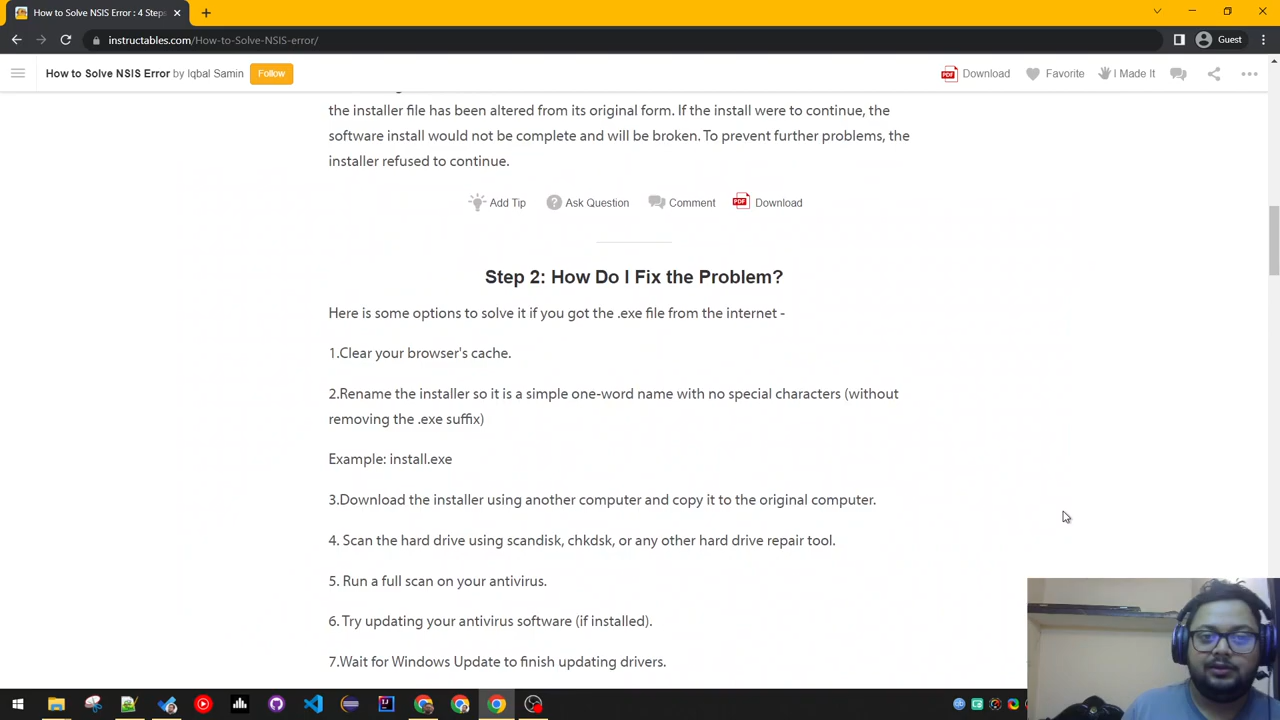 How to Solve NSIS Error : 4 Steps
instructables.com/How-to-Solve-NSIS-error/
Guest
How to Solve NSIS Error by Iqbal Samin
Follow
Download
Favorite
I Made It
the installer file has been altered from its original form. If the install were to continue, the
software install would not be complete and will be broken. To prevent further problems, the
installer refused to continue.
Add Tip
Ask Question
Comment
PDF
Download
Step 2: How Do I Fix the Problem?
Here is some options to solve it if you got the .exe file from the internet -
1.Clear your browser's cache.
2.Rename the installer so it is a simple one-word name with no special characters (without
removing the .exe suffix)
Example: install.exe
3.Download the installer using another computer and copy it to the original computer.
4. Scan the hard drive using scandisk, chkdsk, or any other hard drive repair tool.
5. Run a full scan on your antivirus.
6. Try updating your antivirus software (if installed).
7.Wait for Windows Update to finish updating drivers.